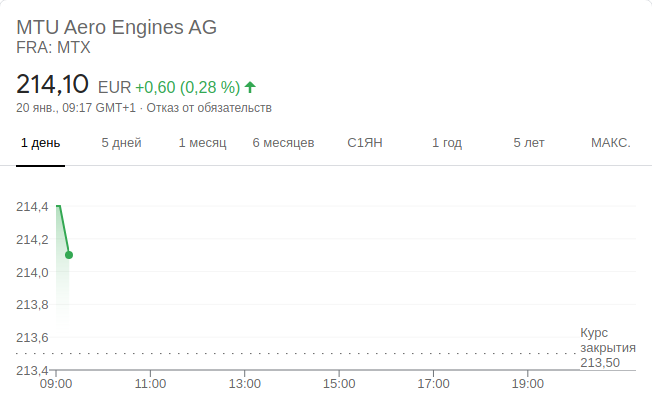 MTU Aero Engines AG
FRA: MTX
214,10 EUR +0,60 (0,28 %)
20 янв., 09:17 GMT+1 · Отказ от обязательств
1 день 5 дней 1 месяц 6 месяцев С1ЯН 1 год 5 лет МАКС.
214,4
214,2
214,0
213,8
213,6
Курс
закрытия
213,50
213,4
09:00 11:00 13:00 15:00 17:00 19:00